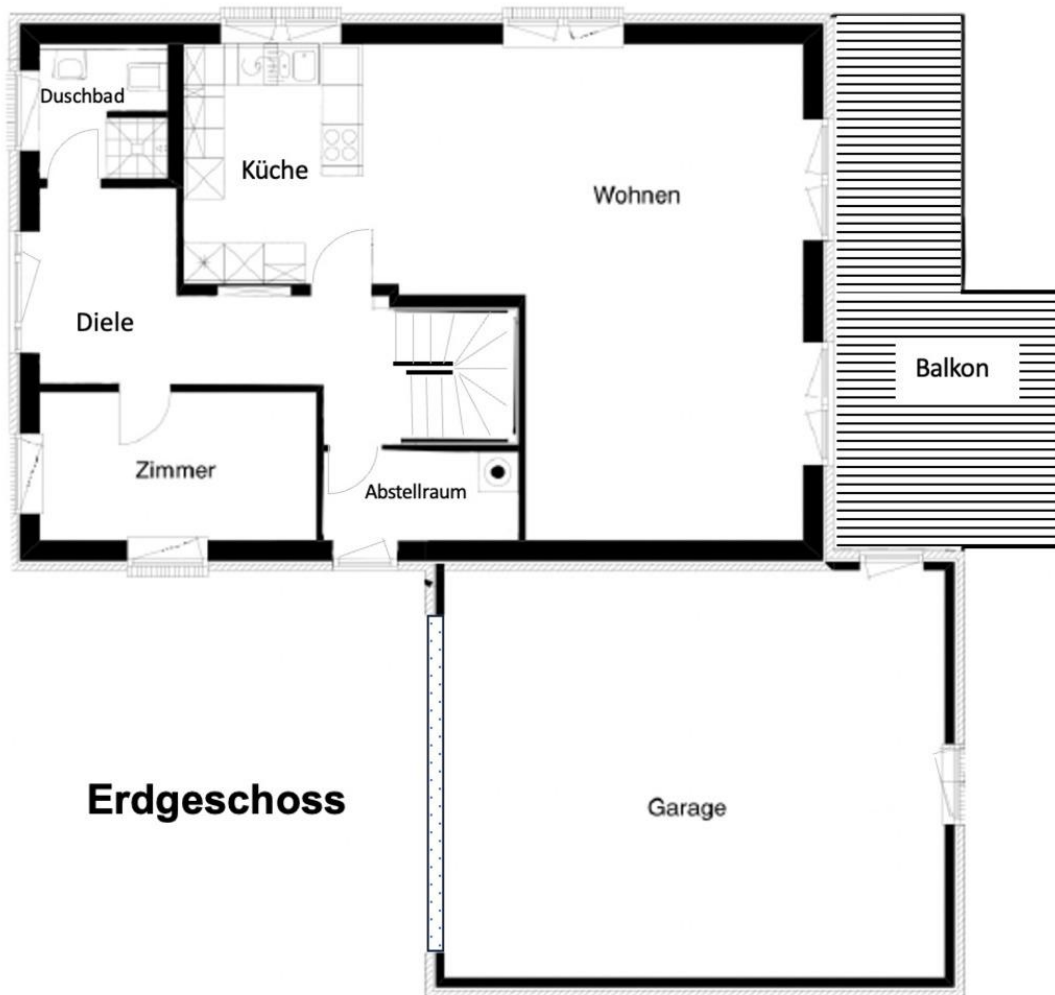 Duschbad
Küche
Wohnen
Diele
Balkon
Zimmer
Abstellraum
Erdgeschoss
Garage